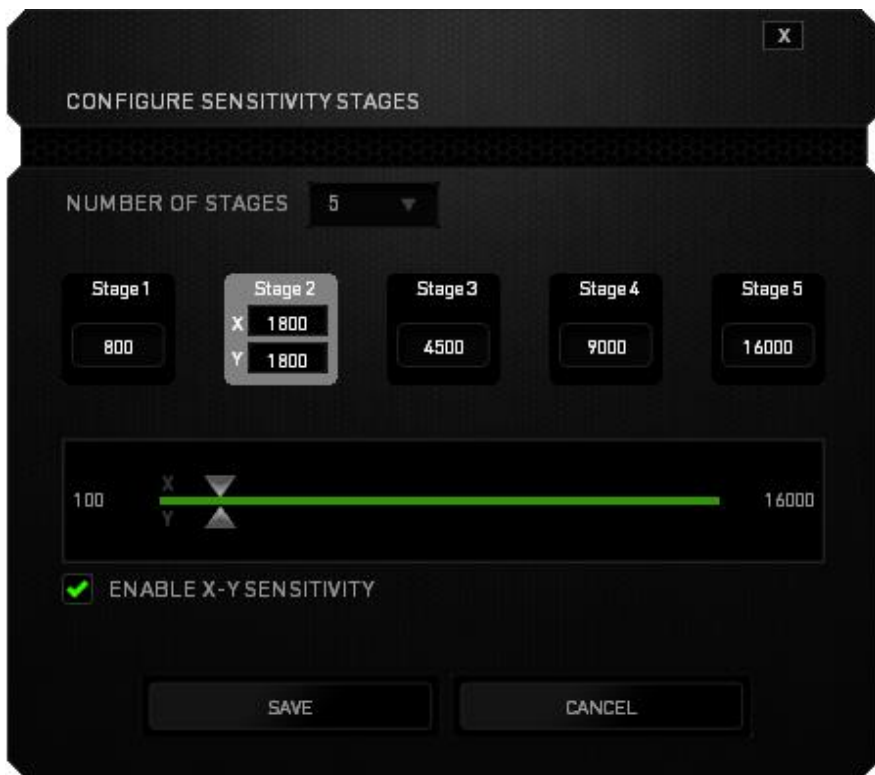 X
CONFIGURE SENSITIVITY STAGES
NUMBER OF STAGES 5
Stage 1 Stage 2 Stage 3 Stage 4 Stage 5
X 1800
800 4500 9000 16000
Y 1800
X
100 16000
Y
ENABLE X-Y SENSITIVITY
SAVE CANCEL